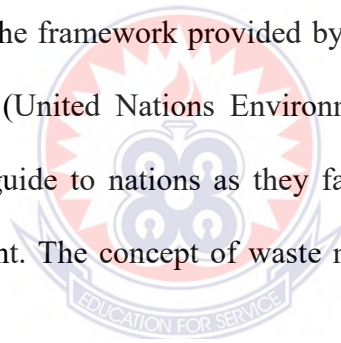 he framework provided by
(United Nations Environm
guide to nations as they fa
nt. The concept of waste m
EDUCATION FOR SERVICE